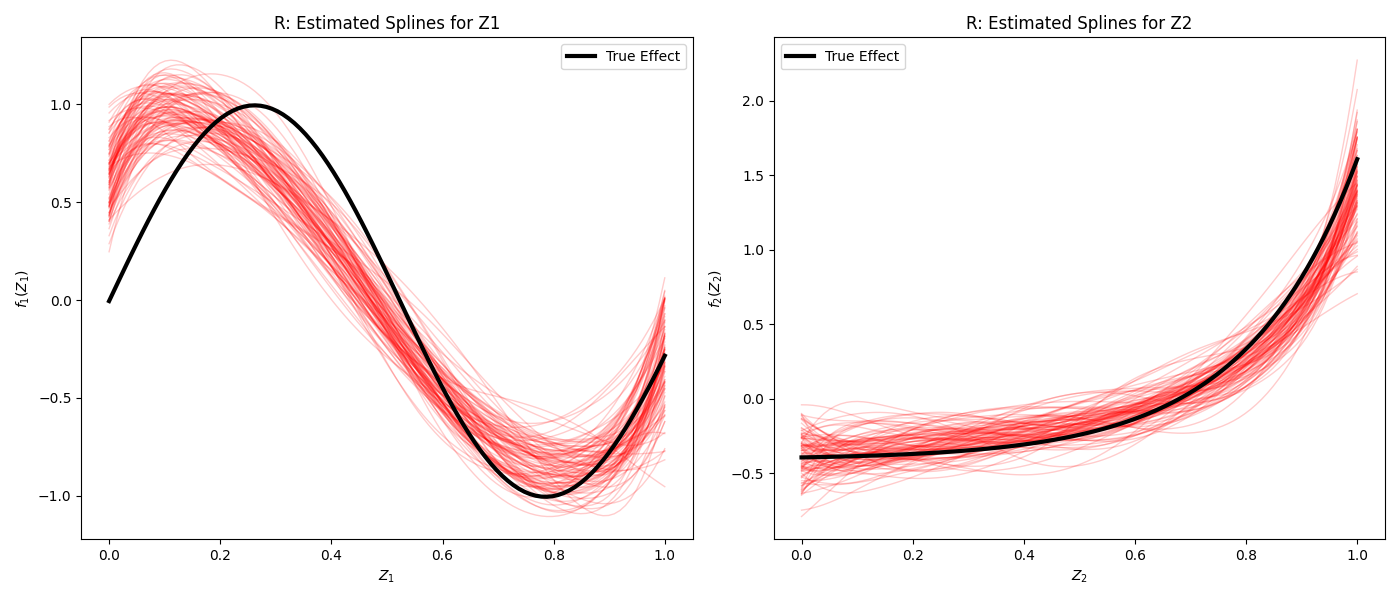 R: Estimated Splines for Z1
True Effect
1.0
0.5
0.0
−0.5
−1.0
f₁(Z₁)
0.0 0.2 0.4 0.6 0.8 1.0
Z₁
R: Estimated Splines for Z2
True Effect
2.0
1.5
1.0
0.5
0.0
−0.5
f₂(Z₂)
0.0 0.2 0.4 0.6 0.8 1.0
Z₂